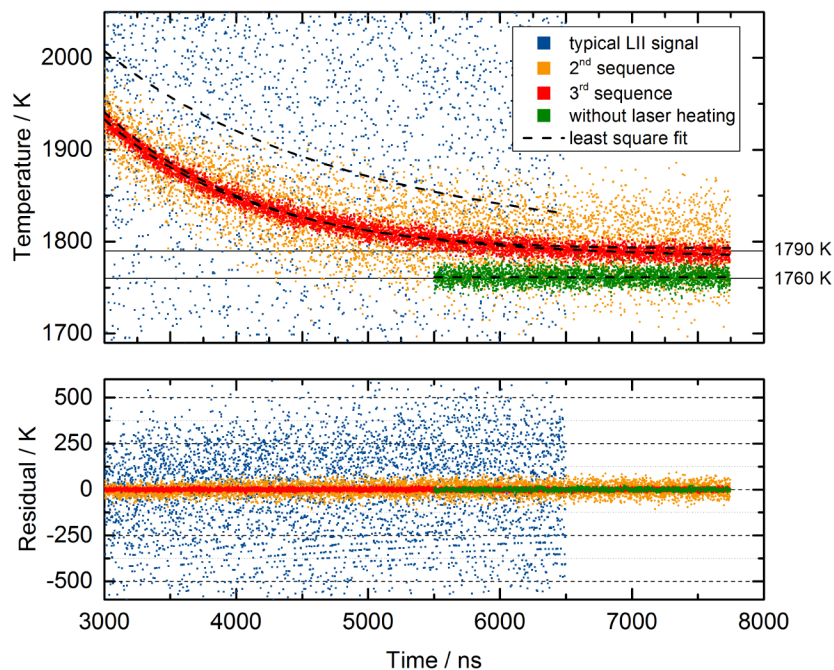 2000
1900
1800
1700
Temperature / K
typical LII signal
2nd sequence
3rd sequence
without laser heating
least square fit
1790 K
1760 K
500
250
0
-250
-500
Residual / K
3000 4000 5000 6000 7000 8000
Time / ns